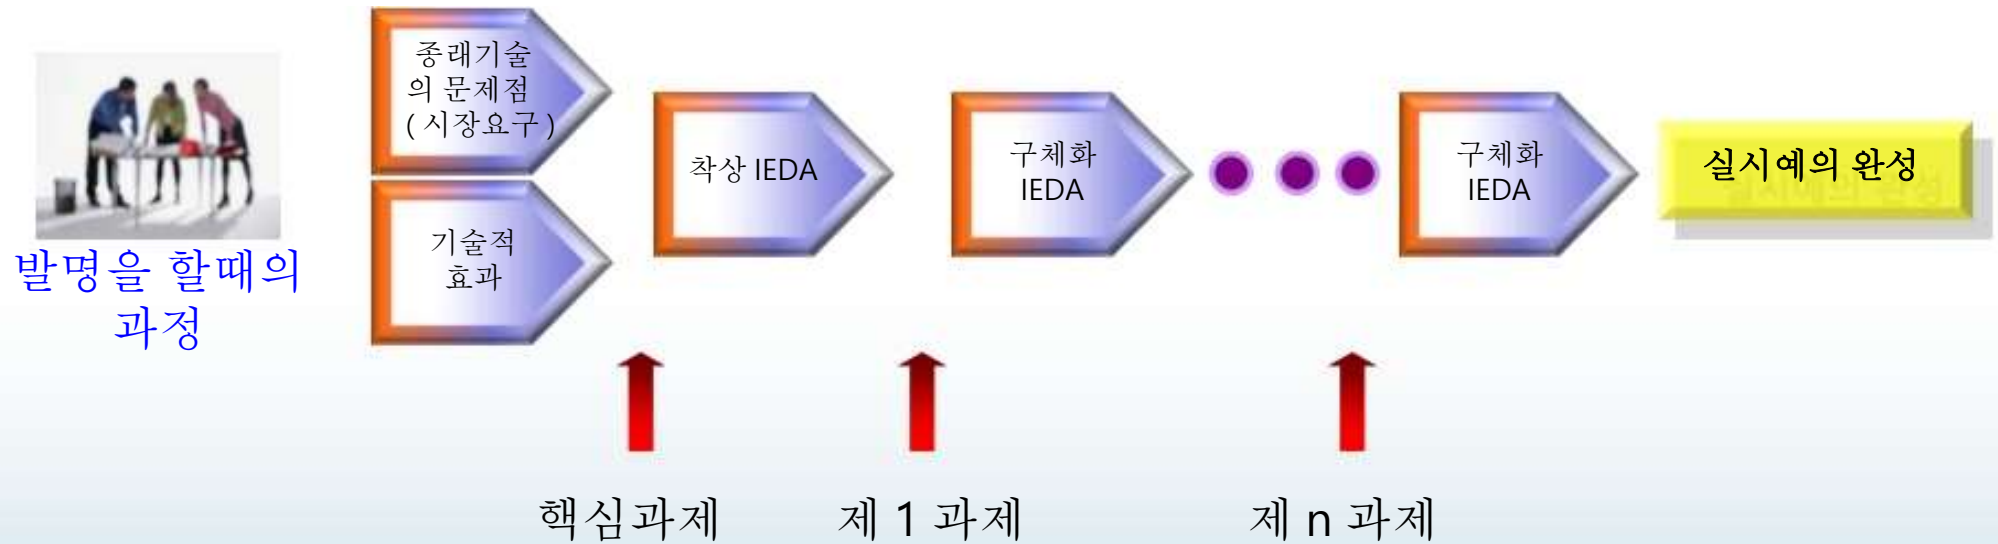 종래기술
의 문제점
( 시장요구 )
기술적
효과
착상 IEDA
구체화
IEDA
구체화
IEDA
실시예의 완성
발명을 할때의
과정
핵심과제
제 1 과제
제 n 과제